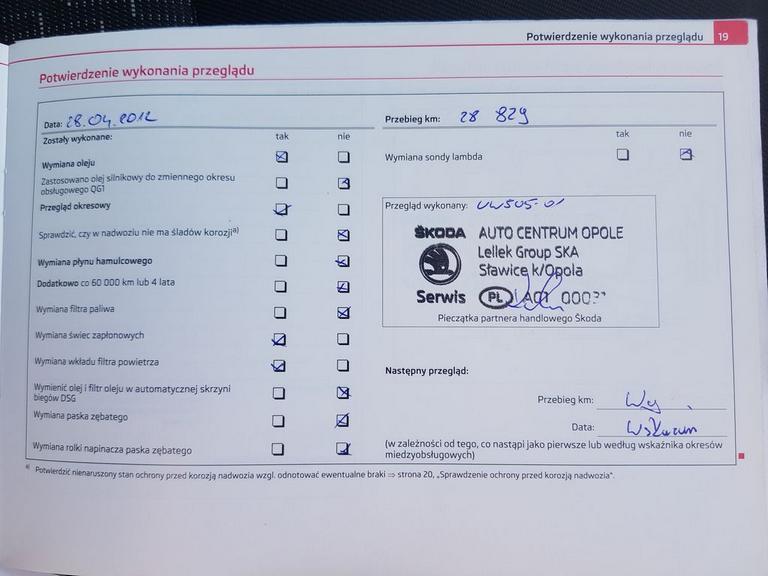 Potwierdzenie wykonania przeglądu 19
Potwierdzenie wykonania przeglądu
Data: 28.04.2012
Przebieg km: 28 829
Zostały wykonane: tak nie
tak nie
Wymiana oleju
Wymiana sondy lambda
Zastosowano olej silnikowy do zmiennego okresu
obsługowego QG1
Przegląd okresowy
Sprawdzić, czy w nadwoziu nie ma śladów korozji a)
Wymiana płynu hamulcowego
Dodatkowo co 60 000 km lub 4 lata
Wymiana filtra paliwa
Wymiana świec zapłonowych
Wymiana wkładu filtra powietrza
Wymienić olej i filtr oleju w automatycznej skrzyni
biegów DSG
Wymiana paska zębatego
Wymiana rolki napinacza paska zębatego
Przegląd wykonany:
ŠKODA AUTO CENTRUM OPOLE
Lellek Group SKA
Sławice k/Opola
Serwis PL
Pieczątka partnera handlowego Škoda
Następny przegląd:
Przebieg km:
Data:
(w zależności od tego, co nastąpi jako pierwsze lub według wskaźnika okresów
międzyobsługowych)
a) Potwierdzić nienaruszony stan ochrony przed korozją nadwozia wzgl. odnotować ewentualne braki ⇒ strona 20, „Sprawdzenie ochrony przed korozją nadwozia”.